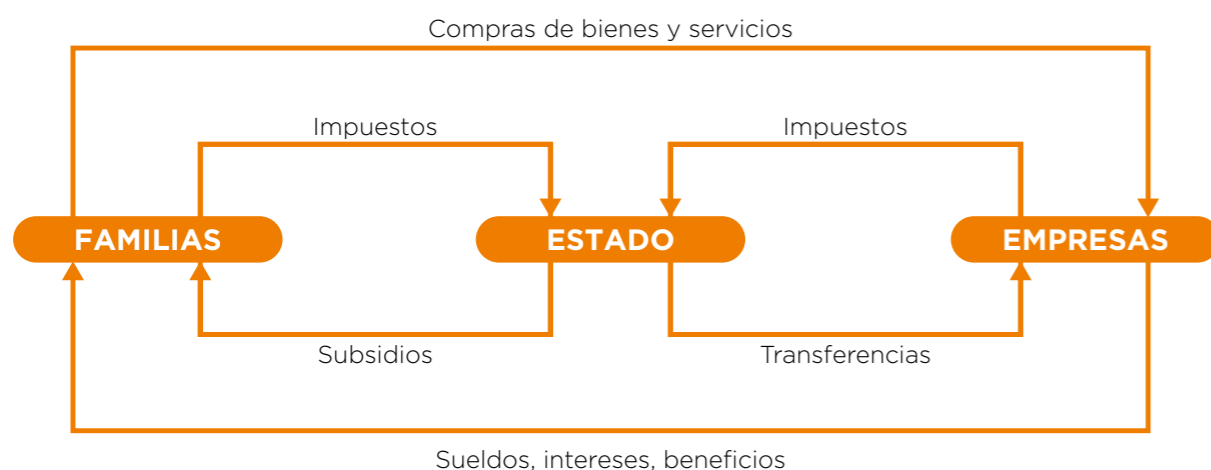 Compras de bienes y servicios
Impuestos
Impuestos
FAMILIAS
ESTADO
EMPRESAS
Subsidios
Transferencias
Sueldos, intereses, beneficios